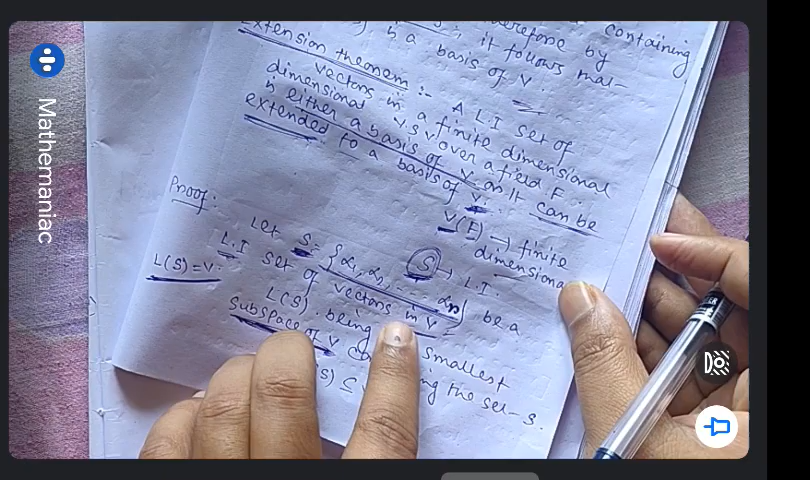 Mathemaniac
containing
therefore by
it follows that
is a basis of V.
Extension theorem :- A L.I set of
vectors in a finite dimensional
dimensional V.S V over a field F.
is either a basis of V or it can be
extended to a basis of V.
Proof:
V(F) → finite
dimensiona
S → L.I.
Let S = {α1, α2, .... αn} be a
L.I set of vectors in V
L(S) = V.
L(S) being smallest
subspace of V ing the set S.
S) ⊆